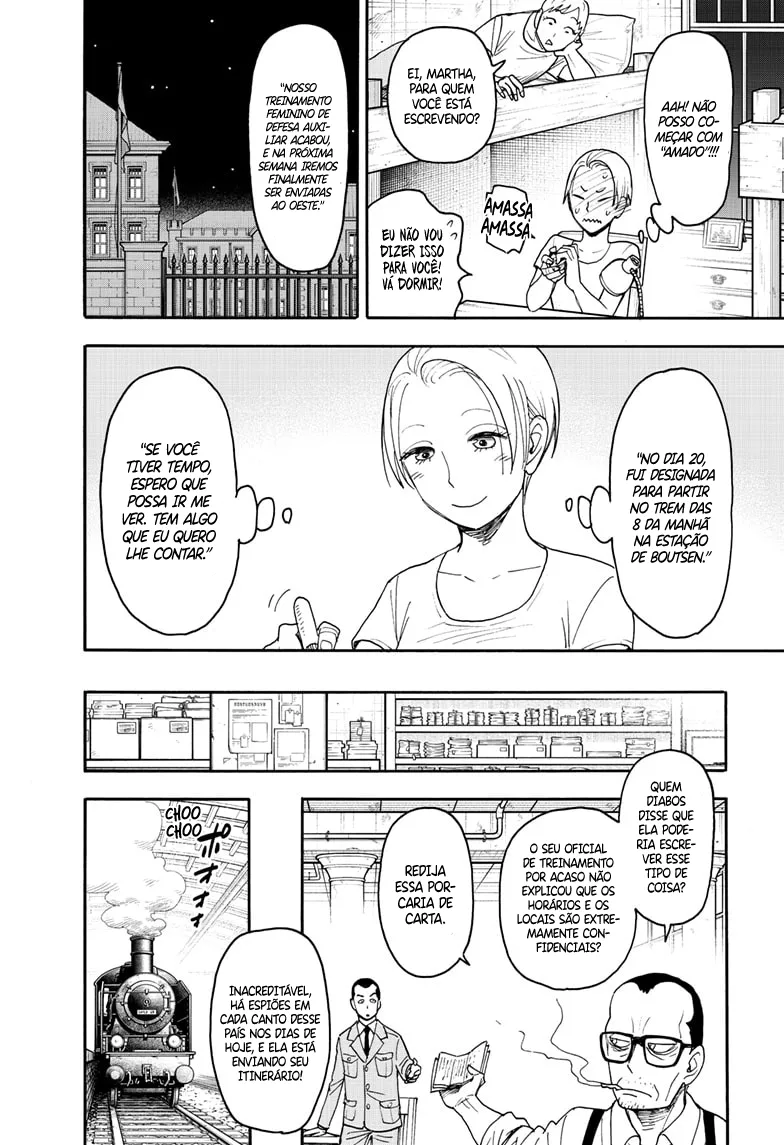 AAH! NÃO
POSSO CO-
MEÇAR COM
"AMADO"!!!
EI, MARTHA,
PARA QUEM
VOCÊ ESTÁ
ESCREVENDO?
AMASSA
AMASSA
EU NÃO VOU
DIZER ISSO
PARA VOCÊ!
VÁ DORMIR!
"NOSSO
TREINAMENTO
FEMININO DE
DEFESA AUXI-
LIAR ACABOU,
E NA PRÓXIMA
SEMANA IREMOS
FINALMENTE
SER ENVIADAS
AO OESTE."
"NO DIA 20,
FUI DESIGNADA
PARA PARTIR
NO TREM DAS
8 DA MANHÃ
NA ESTAÇÃO
DE BOUTSEN."
"SE VOCÊ
TIVER TEMPO,
ESPERO QUE
POSSA IR ME
VER. TEM ALGO
QUE EU QUERO
LHE CONTAR."
QUEM
DIABOS
DISSE QUE
ELA PODE-
RIA ESCRE-
VER ESSE
TIPO DE
COISA?
O SEU OFICIAL
DE TREINAMENTO
POR ACASO NÃO
EXPLICOU QUE OS
HORÁRIOS E OS
LOCAIS SÃO EXTRE-
MAMENTE CON-
FIDENCIAIS?
REDIJA
ESSA POR-
CARIA DE
CARTA.
INACREDITÁVEL,
HÁ ESPIÕES EM
CADA CANTO DESSE
PAÍS NOS DIAS DE
HOJE, E ELA ESTÁ
ENVIANDO SEU
ITINERÁRIO!
CHOO
CHOO
ポォォ